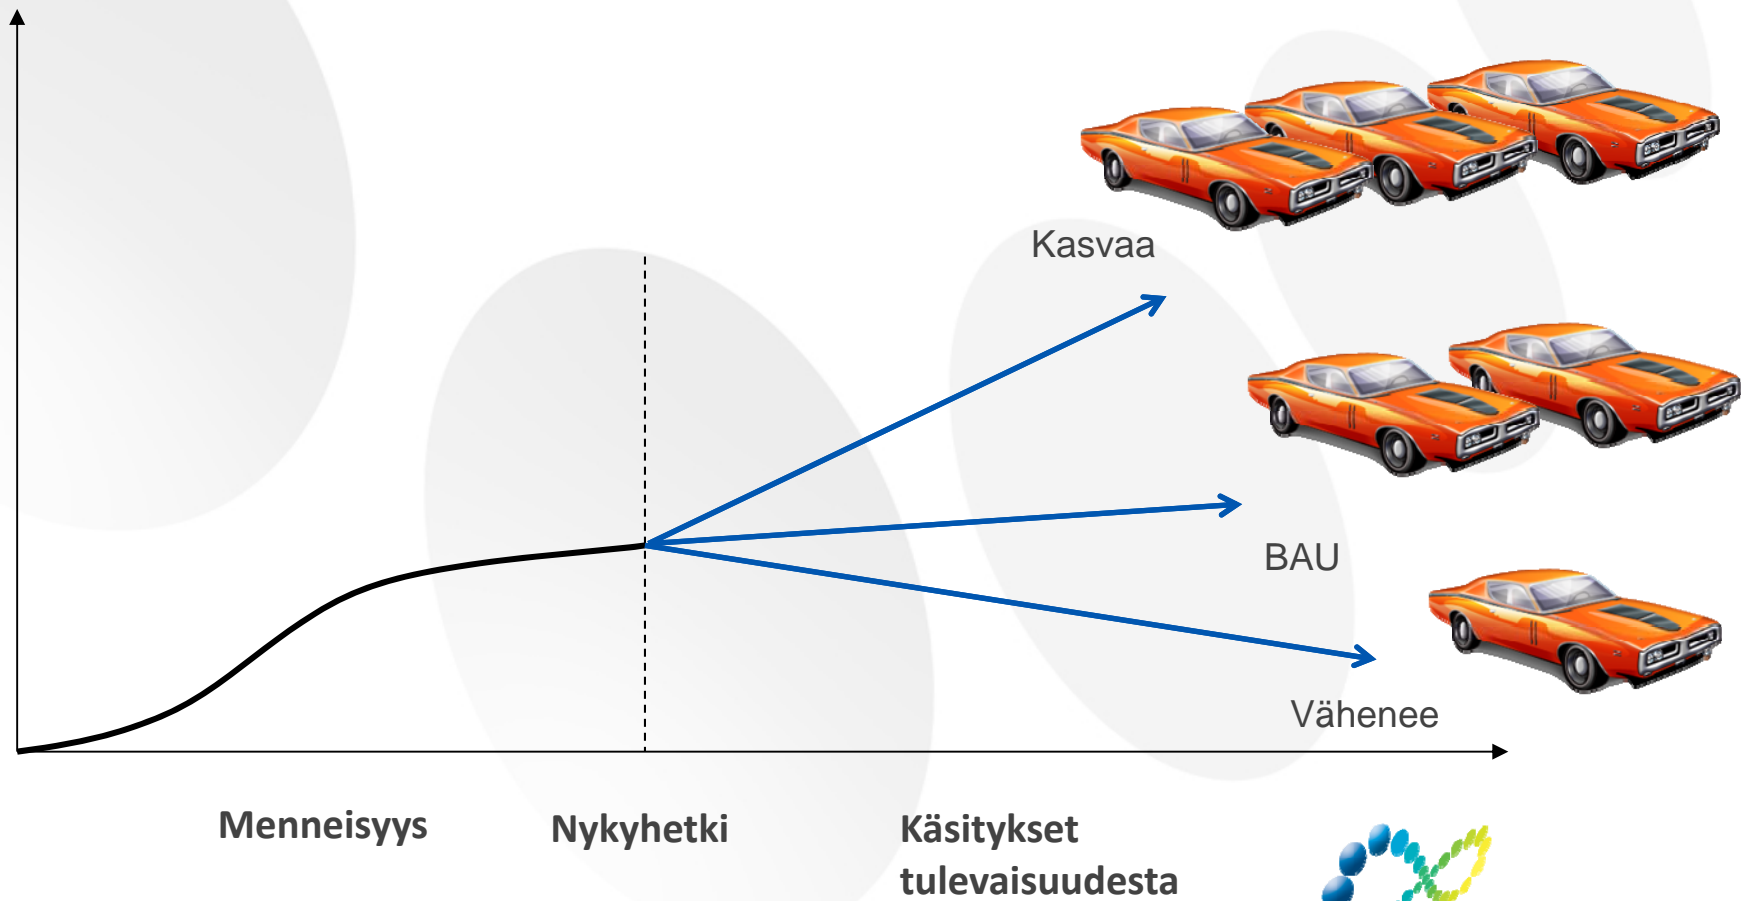 Kasvaa
BAU
Vähenee
Menneisyys
Nykyhetki
Käsitykset
tulevaisuudesta